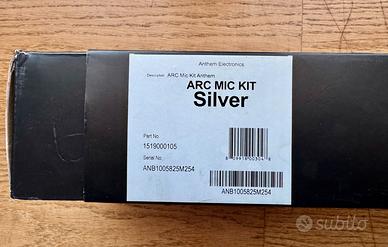 Anthem Electronics
Description: ARC Mic Kit Anthem
ARC MIC KIT
Silver
Part No.
1519000105
Serial No.
ANB1005825M254
ANB1005825M254
subito